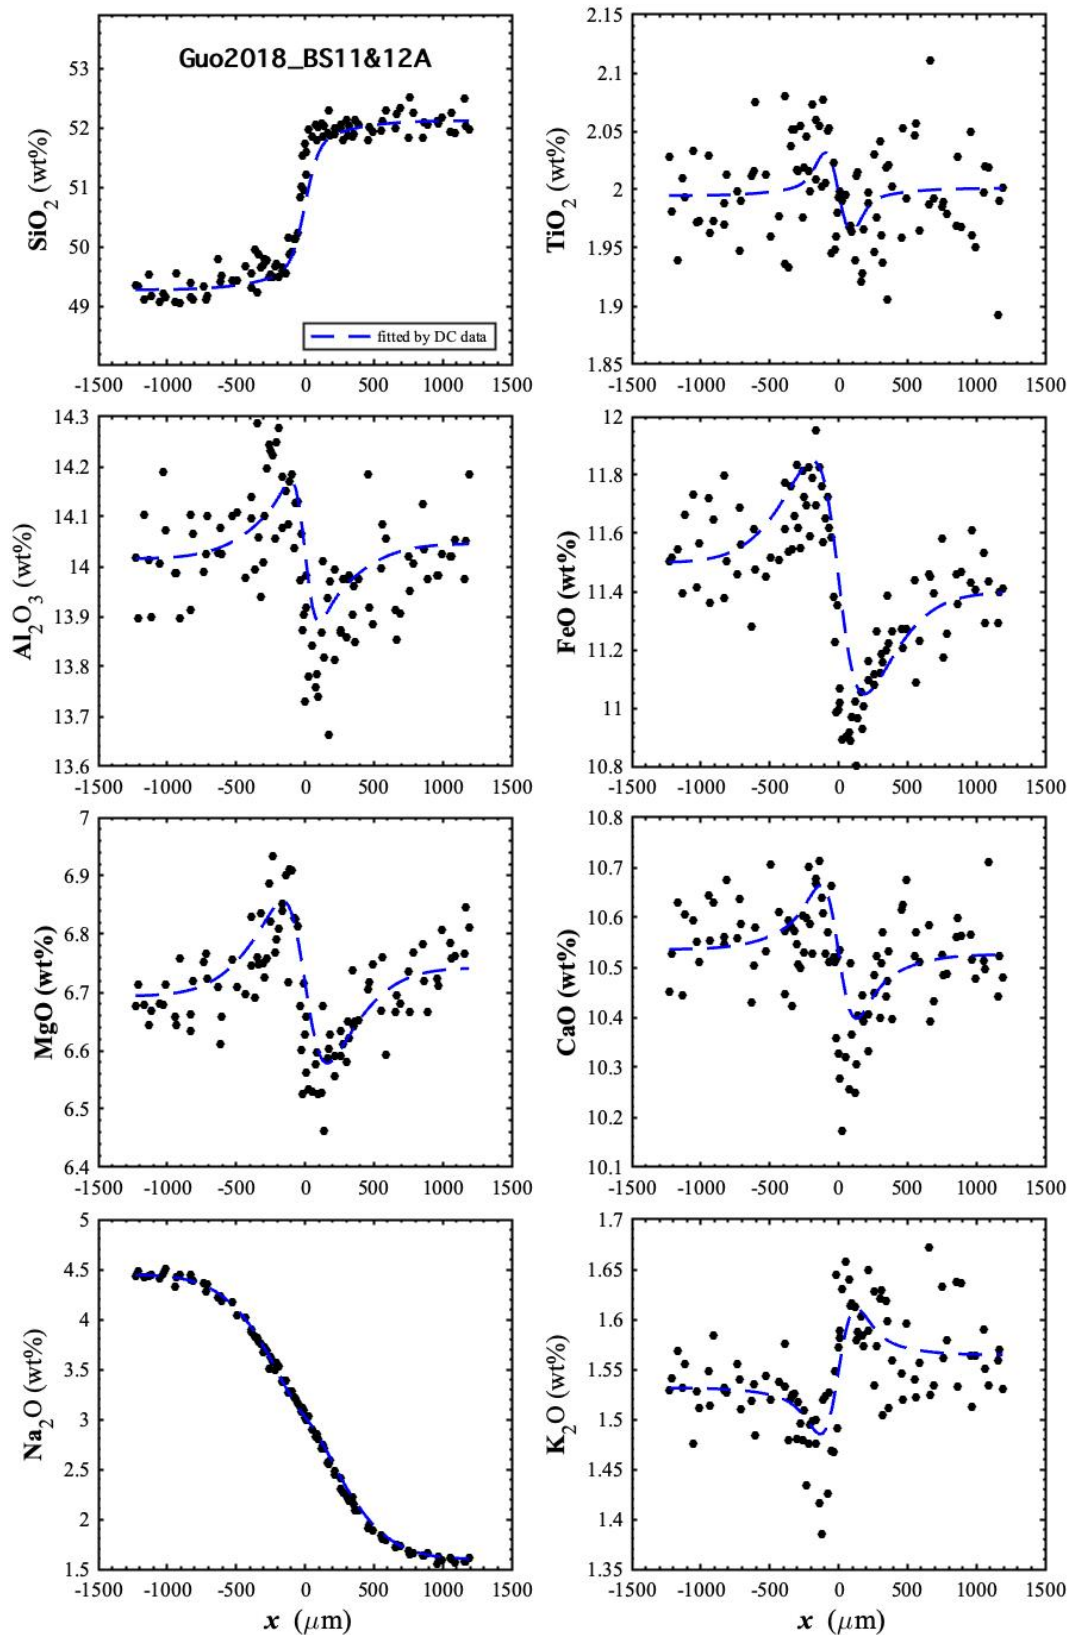 Guo2018_BS11&12A
SiO2 (wt%)
53
52
51
50
49
fitted by DC data
-1500 -1000 -500 0 500 1000 1500
TiO2 (wt%)
2.15
2.1
2.05
2
1.95
1.9
1.85
-1500 -1000 -500 0 500 1000 1500
Al2O3 (wt%)
14.3
14.2
14.1
14
13.9
13.8
13.7
13.6
-1500 -1000 -500 0 500 1000 1500
FeO (wt%)
12
11.8
11.6
11.4
11.2
11
10.8
-1500 -1000 -500 0 500 1000 1500
MgO (wt%)
7
6.9
6.8
6.7
6.6
6.5
6.4
-1500 -1000 -500 0 500 1000 1500
CaO (wt%)
10.8
10.7
10.6
10.5
10.4
10.3
10.2
10.1
-1500 -1000 -500 0 500 1000 1500
Na2O (wt%)
5
4.5
4
3.5
3
2.5
2
1.5
-1500 -1000 -500 0 500 1000 1500
x (μm)
K2O (wt%)
1.7
1.65
1.6
1.55
1.5
1.45
1.4
1.35
-1500 -1000 -500 0 500 1000 1500
x (μm)